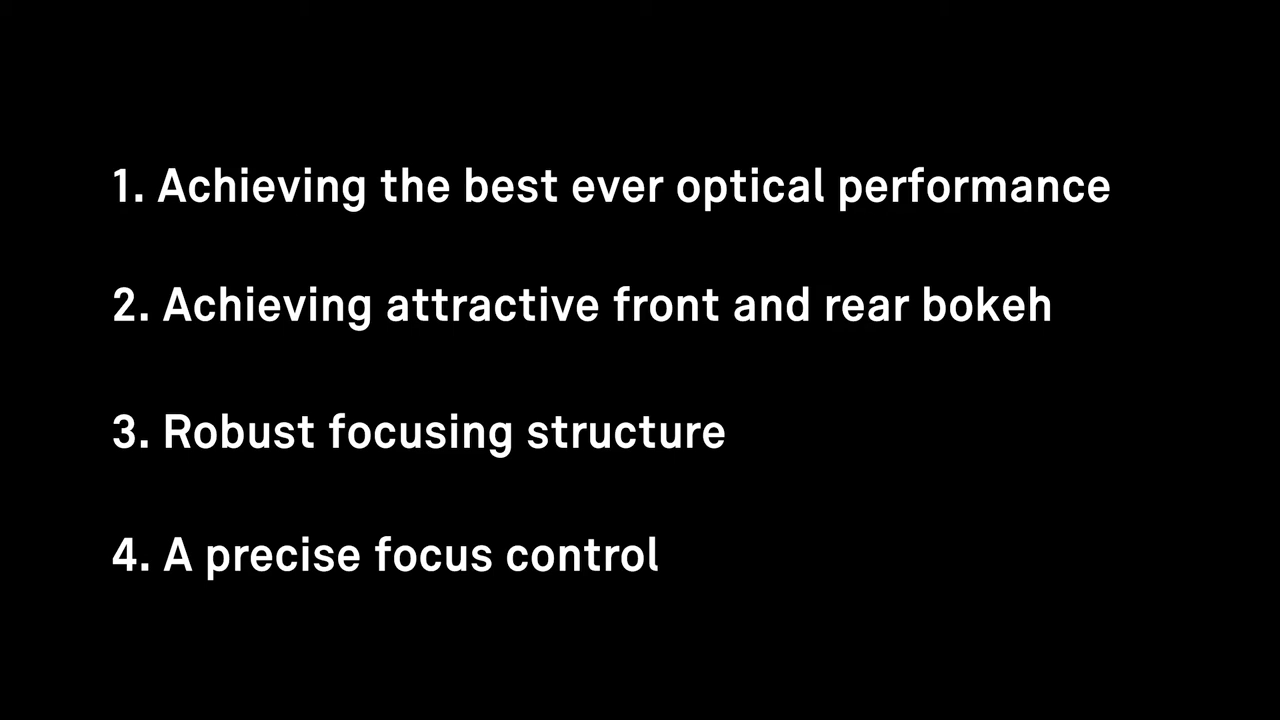 1. Achieving the best ever optical performance
2. Achieving attractive front and rear bokeh
3. Robust focusing structure
4. A precise focus control